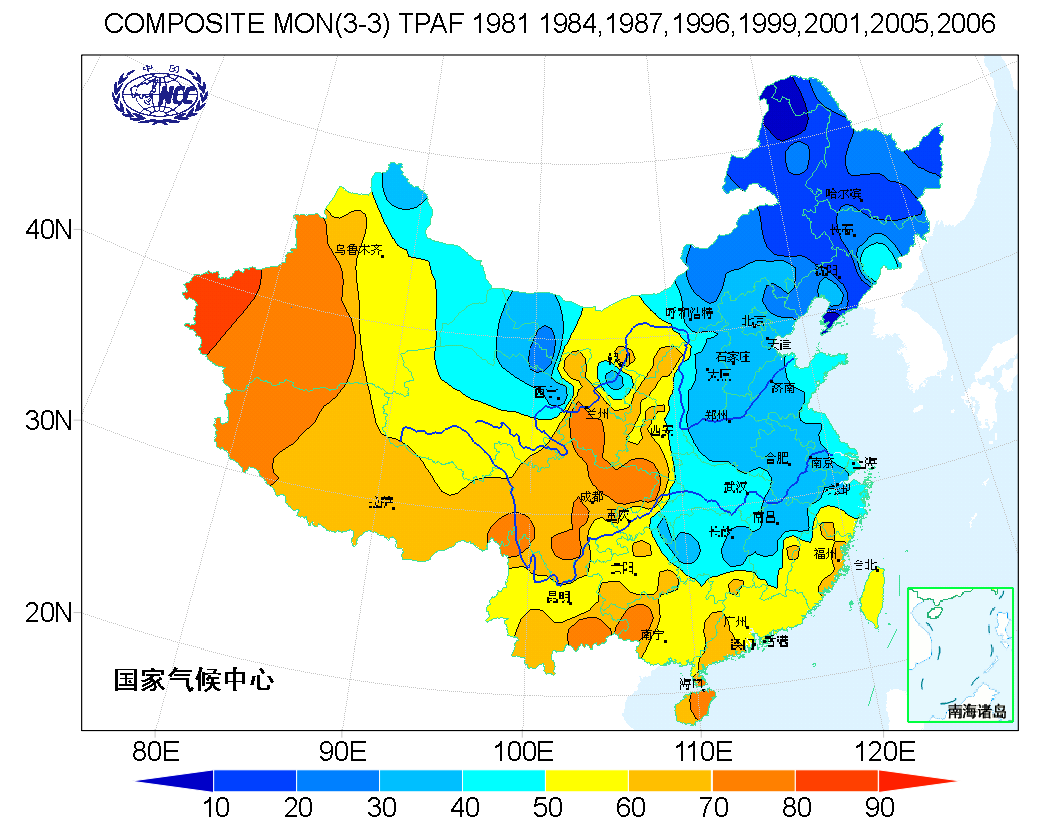 COMPOSITE MON(3-3) TPAF 1981 1984,1987,1996,1999,2001,2005,2006
中国
NCC
哈尔滨
长春
40N
乌鲁木齐
沈阳
呼和浩特
北京
天津
银川
石家庄
太原
西宁
济南
兰州
郑州
30N
西安
合肥
南京
上海
武汉
杭州
成都
拉萨
重庆
南昌
长沙
福州
贵阳
台北
昆明
20N
广州
南宁
澳门
香港
国家气候中心
海口
南海诸岛
80E 90E 100E 110E 120E
10 20 30 40 50 60 70 80 90